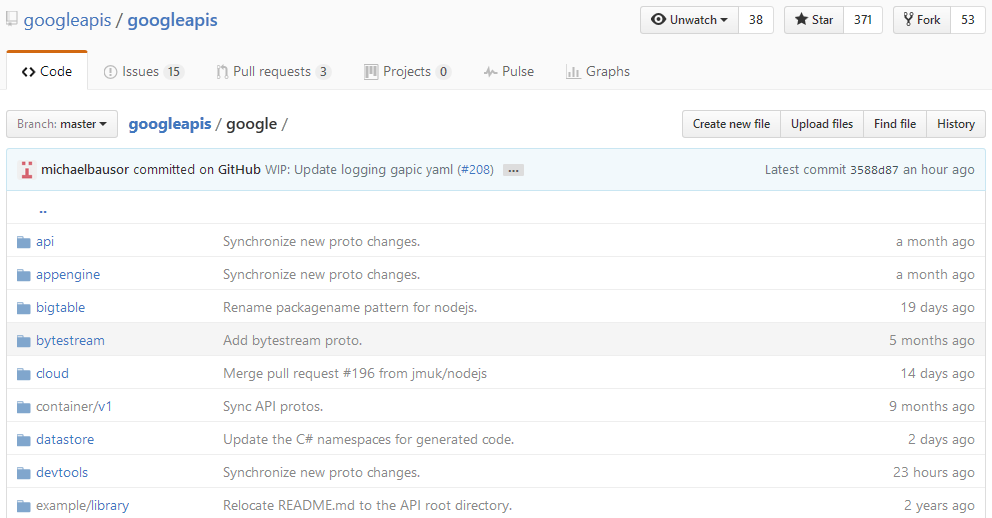 googleapis / googleapis Unwatch 38 Star 371 Fork 53
Code Issues 15 Pull requests 3 Projects 0 Pulse Graphs
Branch: master googleapis / google / Create new file Upload files Find file History
michaelbausor committed on GitHub WIP: Update logging gapic yaml (#208) ... Latest commit 3588d87 an hour ago
..
api Synchronize new proto changes. a month ago
appengine Synchronize new proto changes. a month ago
bigtable Rename packagename pattern for nodejs. 19 days ago
bytestream Add bytestream proto. 5 months ago
cloud Merge pull request #196 from jmuk/nodejs 14 days ago
container/v1 Sync API protos. 9 months ago
datastore Update the C# namespaces for generated code. 2 days ago
devtools Synchronize new proto changes. 23 hours ago
example/library Relocate README.md to the API root directory. 2 years ago